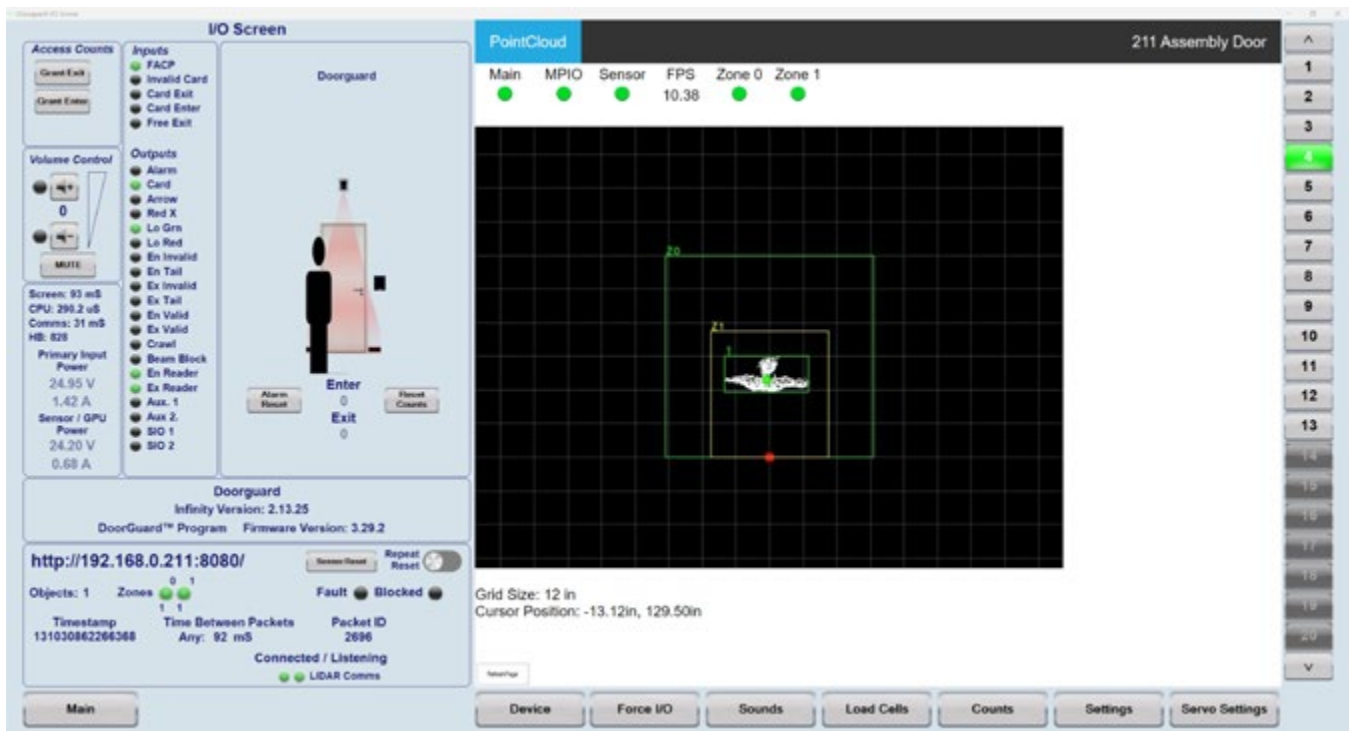 I/O Screen
Access Counts
Grant Exit
Grant Enter
Volume Control
0
MUTE
Screen: 93 mS
CPU: 290.2 uS
Comms: 31 mS
HB: 828
Primary Input
Power
24.95 V
1.42 A
Sensor / GPU
Power
24.20 V
0.68 A
Inputs
FACP
Invalid Card
Card Exit
Card Enter
Free Exit
Outputs
Alarm
Card
Arrow
Red X
Lo Grn
Lo Red
En Invalid
En Tail
Ex Invalid
Ex Tail
En Valid
Ex Valid
Crawl
Beam Block
En Reader
Ex Reader
Aux. 1
Aux 2.
SIO 1
SIO 2
Doorguard
Alarm
Reset
Enter
0
Exit
0
Reset
Counts
Doorguard
Infinity Version: 2.13.25
DoorGuard™ Program Firmware Version: 3.29.2
http://192.168.0.211:8080/
Sensor Reset
Repeat
Reset
Objects: 1 Zones
0 1
1 1
Fault Blocked
Timestamp Time Between Packets Packet ID
131030862266368 Any: 92 mS 2696
Connected / Listening
LIDAR Comms
Main
PointCloud
211 Assembly Door
Main MPIO Sensor FPS Zone 0 Zone 1
10.38
Z0
Z1
1
Grid Size: 12 in
Cursor Position: -13.12in, 129.50in
Device
Force I/O
Sounds
Load Cells
Counts
Settings
Servo Settings
1
2
3
4
5
6
7
8
9
10
11
12
13
14
15
16
17
18
19
20